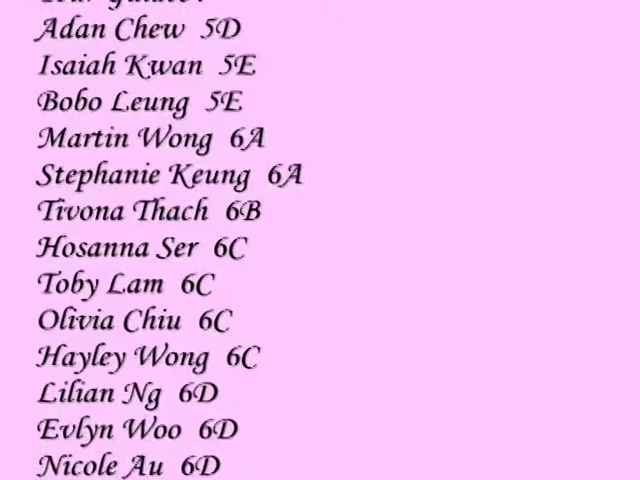 Adan Chew 5D
Isaiah Kwan 5E
Bobo Leung 5E
Martin Wong 6A
Stephanie Keung 6A
Tivona Thach 6B
Hosanna Ser 6C
Toby Lam 6C
Olivia Chiu 6C
Hayley Wong 6C
Lilian Ng 6D
Evlyn Woo 6D
Nicole Au 6D